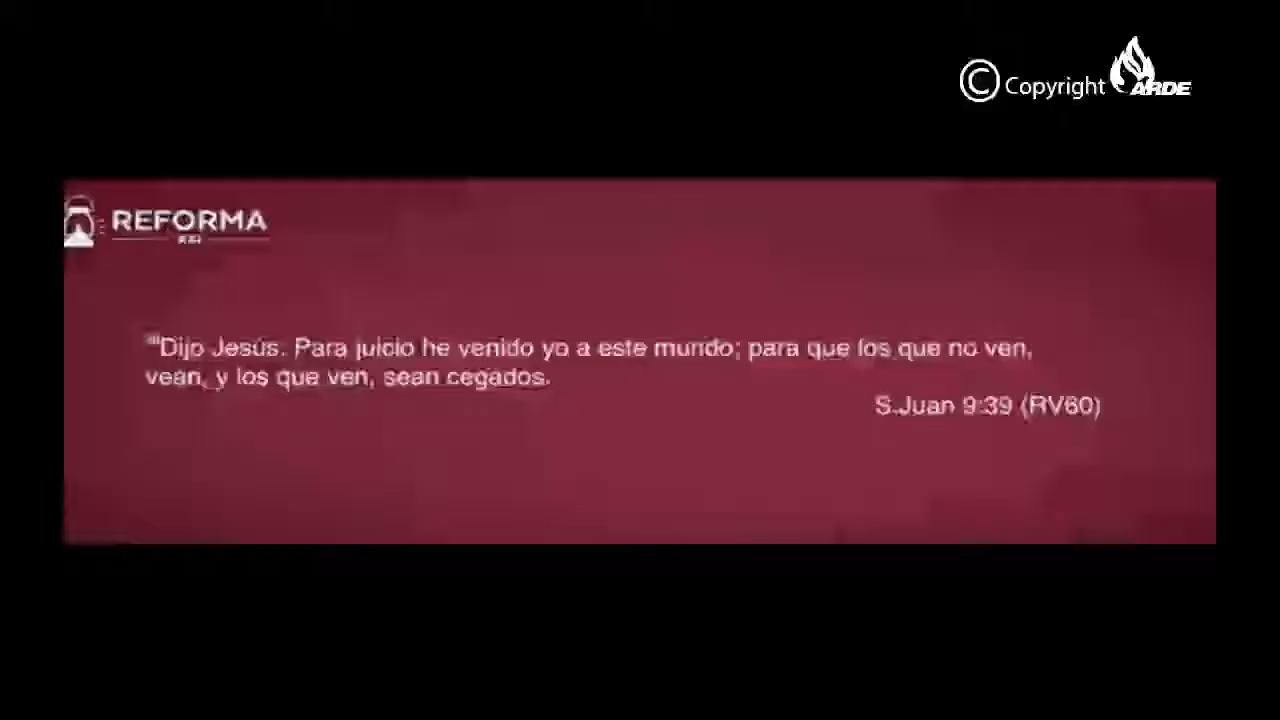 © Copyright ARDE
REFORMA
Dijo Jesús. Para juicio he venido yo a este mundo; para que los que no ven,
vean, y los que ven, sean cegados.
S.Juan 9:39 (RV60)